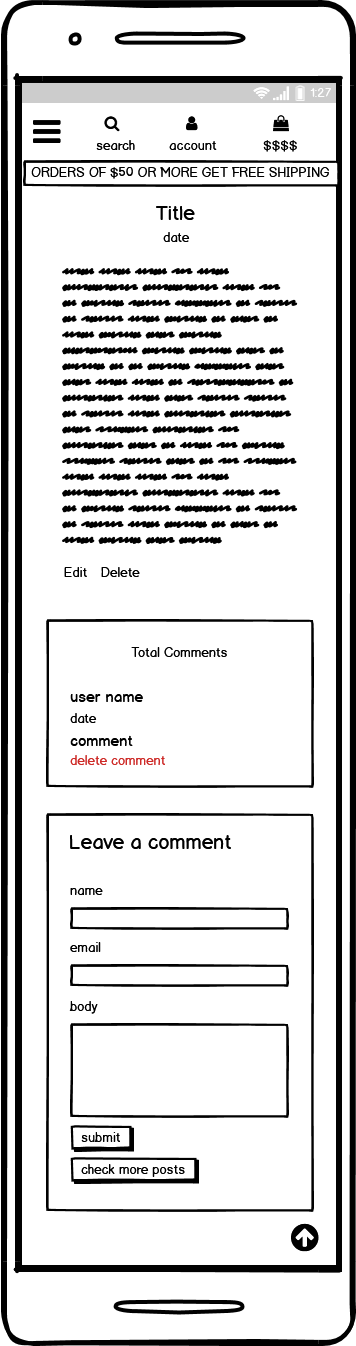 1:27
search account $$$$
ORDERS OF $50 OR MORE GET FREE SHIPPING
Title
date
Edit Delete
Total Comments
user name
date
comment
delete comment
Leave a comment
name
email
body
submit
check more posts